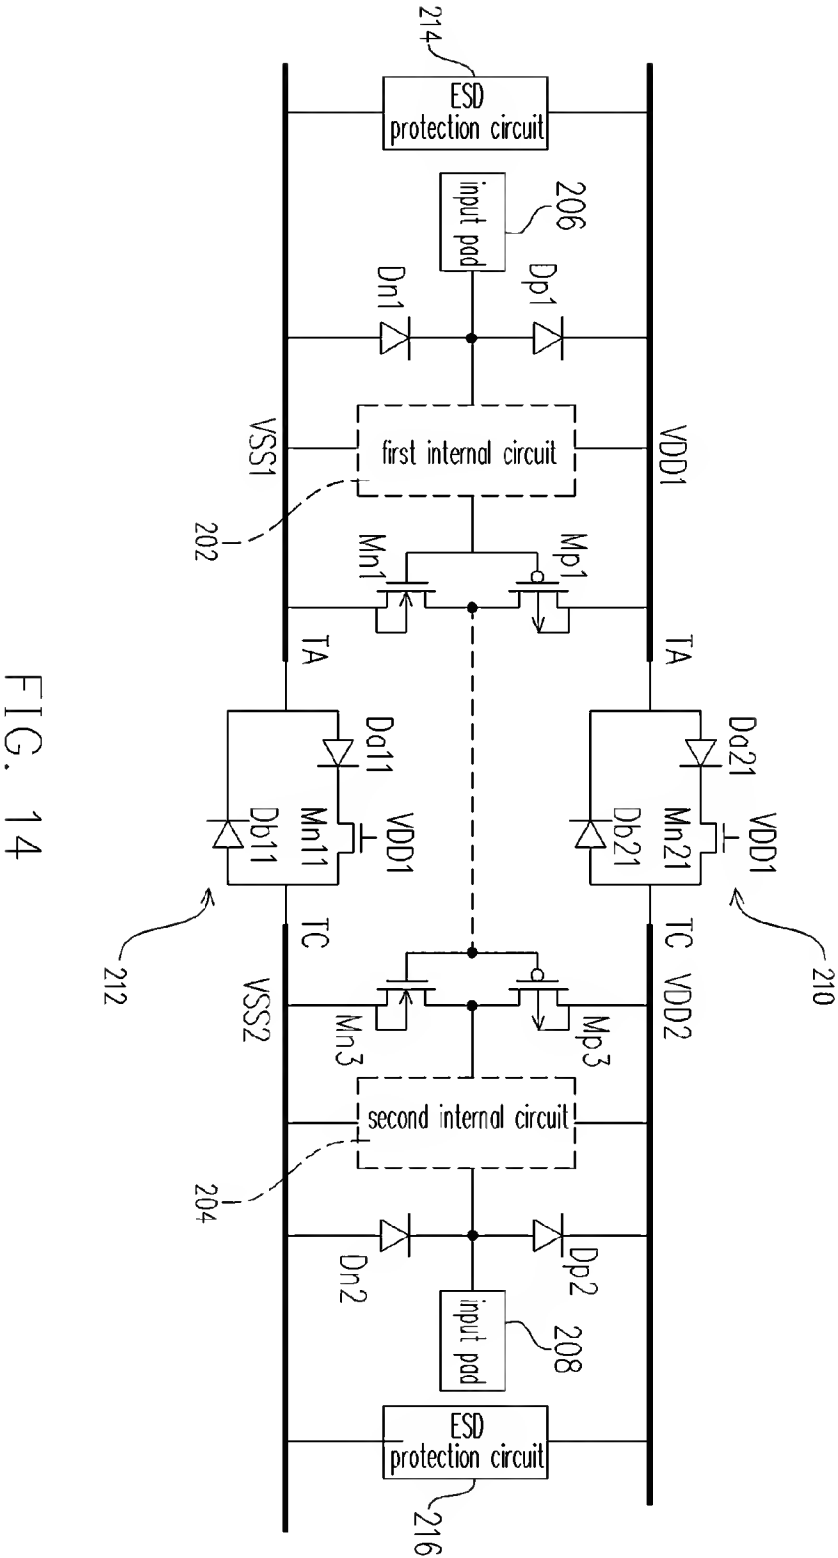 214
ESD
protection circuit
input pad
206
Dn1
Dp1
VSS1
first internal circuit
VDD1
202
Mn1
Mp1
TA
TA
Da11
Da21
Db11
Mn11
VDD1
Db21
Mn21
VDD1
212
210
TC
TC
VSS2
VDD2
Mn3
Mp3
second internal circuit
204
Dn2
Dp2
input pad
208
ESD
protection circuit
216
FIG. 14